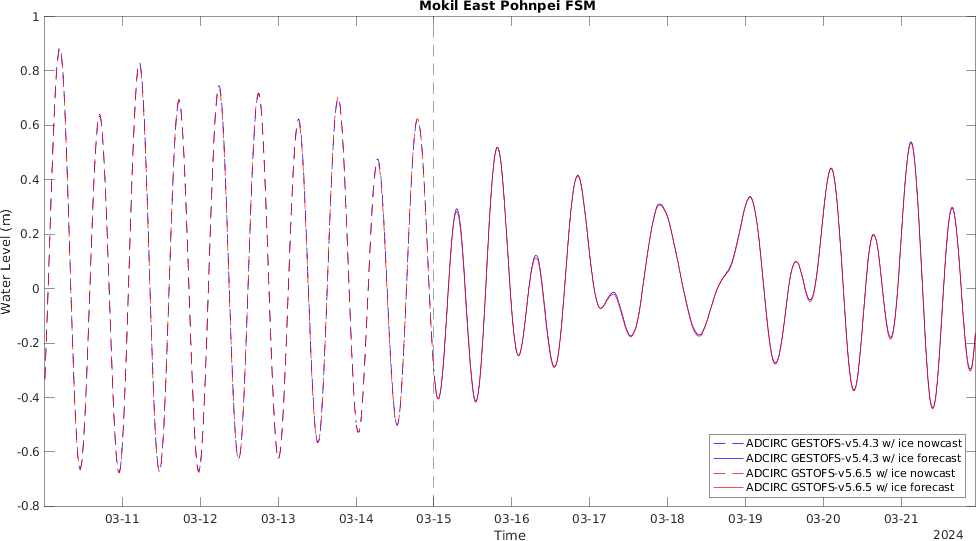 Mokil East Pohnpei FSM
1
0.8
0.6
0.4
0.2
0
-0.2
-0.4
-0.6
-0.8
Water Level (m)
03-11 03-12 03-13 03-14 03-15 03-16 03-17 03-18 03-19 03-20 03-21
Time
2024
ADCIRC GESTOFS-v5.4.3 w/ ice nowcast
ADCIRC GESTOFS-v5.4.3 w/ ice forecast
ADCIRC GSTOFS-v5.6.5 w/ ice nowcast
ADCIRC GSTOFS-v5.6.5 w/ ice forecast